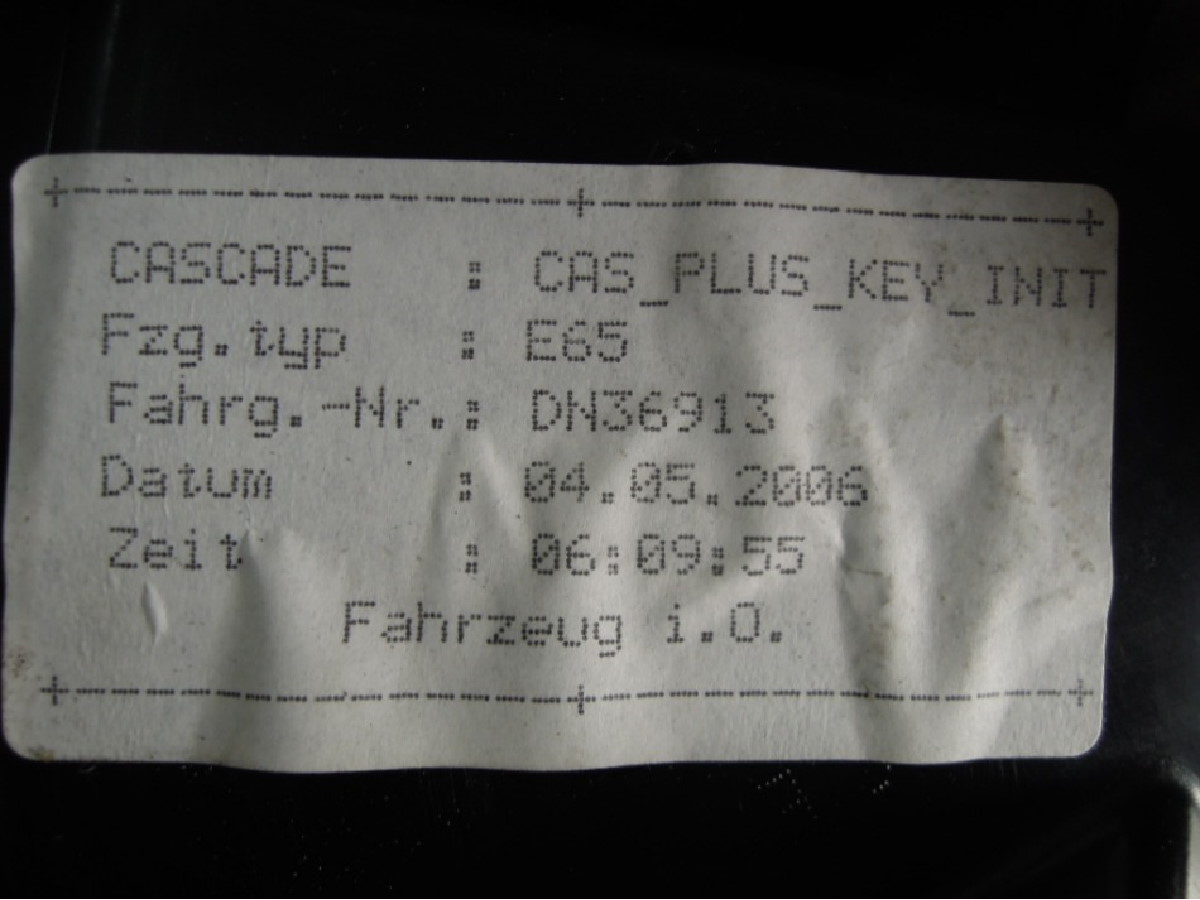 +---------------+---------------+
CASCADE : CAS_PLUS_KEY_INIT
Fzg.typ : E65
Fahrg.-Nr.: DN36913
Datum : 04.05.2006
Zeit : 06:09:55
Fahrzeug i.O.
+---------------+---------------+